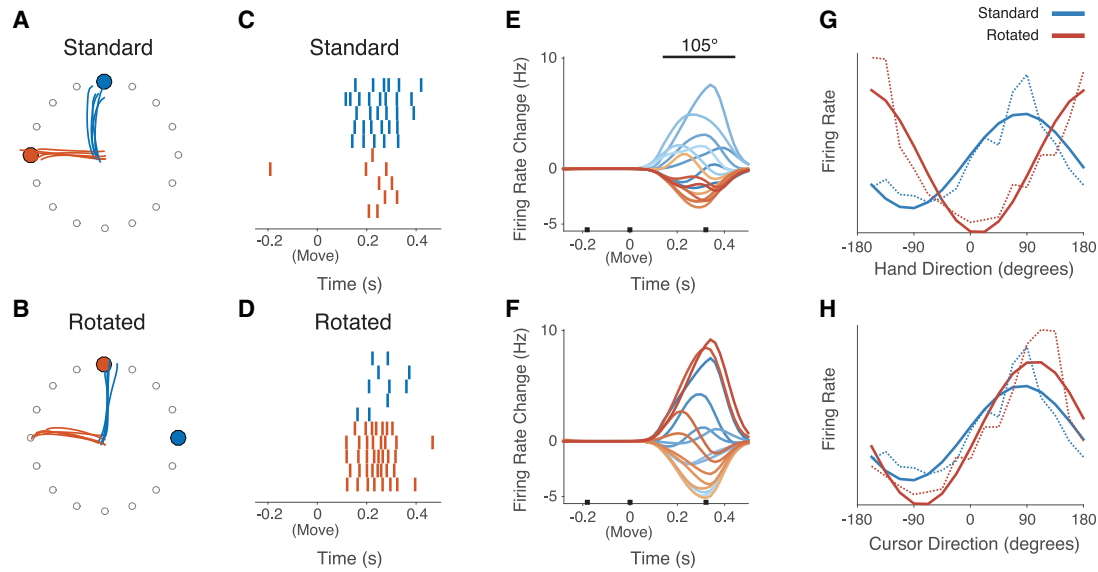 A
Standard
C
Standard
-0.2
0
0.2
0.4
(Move)
Time (s)
E
105°
10
0
-5
Firing Rate Change (Hz)
-0.2
0
0.2
0.4
(Move)
Time (s)
G
Standard
Rotated
Firing Rate
-180
-90
0
90
180
Hand Direction (degrees)
B
Rotated
D
Rotated
-0.2
0
0.2
0.4
(Move)
Time (s)
F
10
0
-5
Firing Rate Change (Hz)
-0.2
0
0.2
0.4
(Move)
Time (s)
H
Firing Rate
-180
-90
0
90
180
Cursor Direction (degrees)